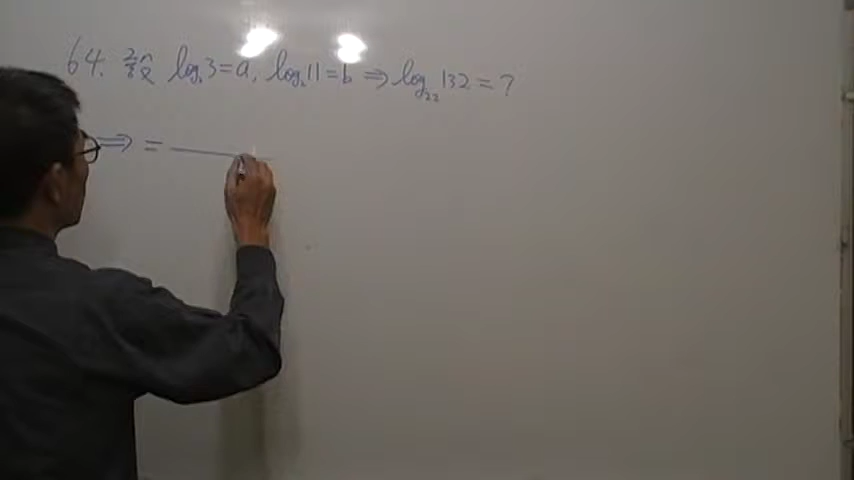 64. 設 log₂3=a, log₂11=b ⇒ log₂₂132=?
⇒ =